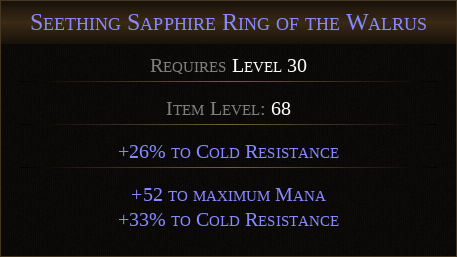 Seething Sapphire Ring of the Walrus
Requires Level 30
Item Level: 68
+26% to Cold Resistance
+52 to maximum Mana
+33% to Cold Resistance